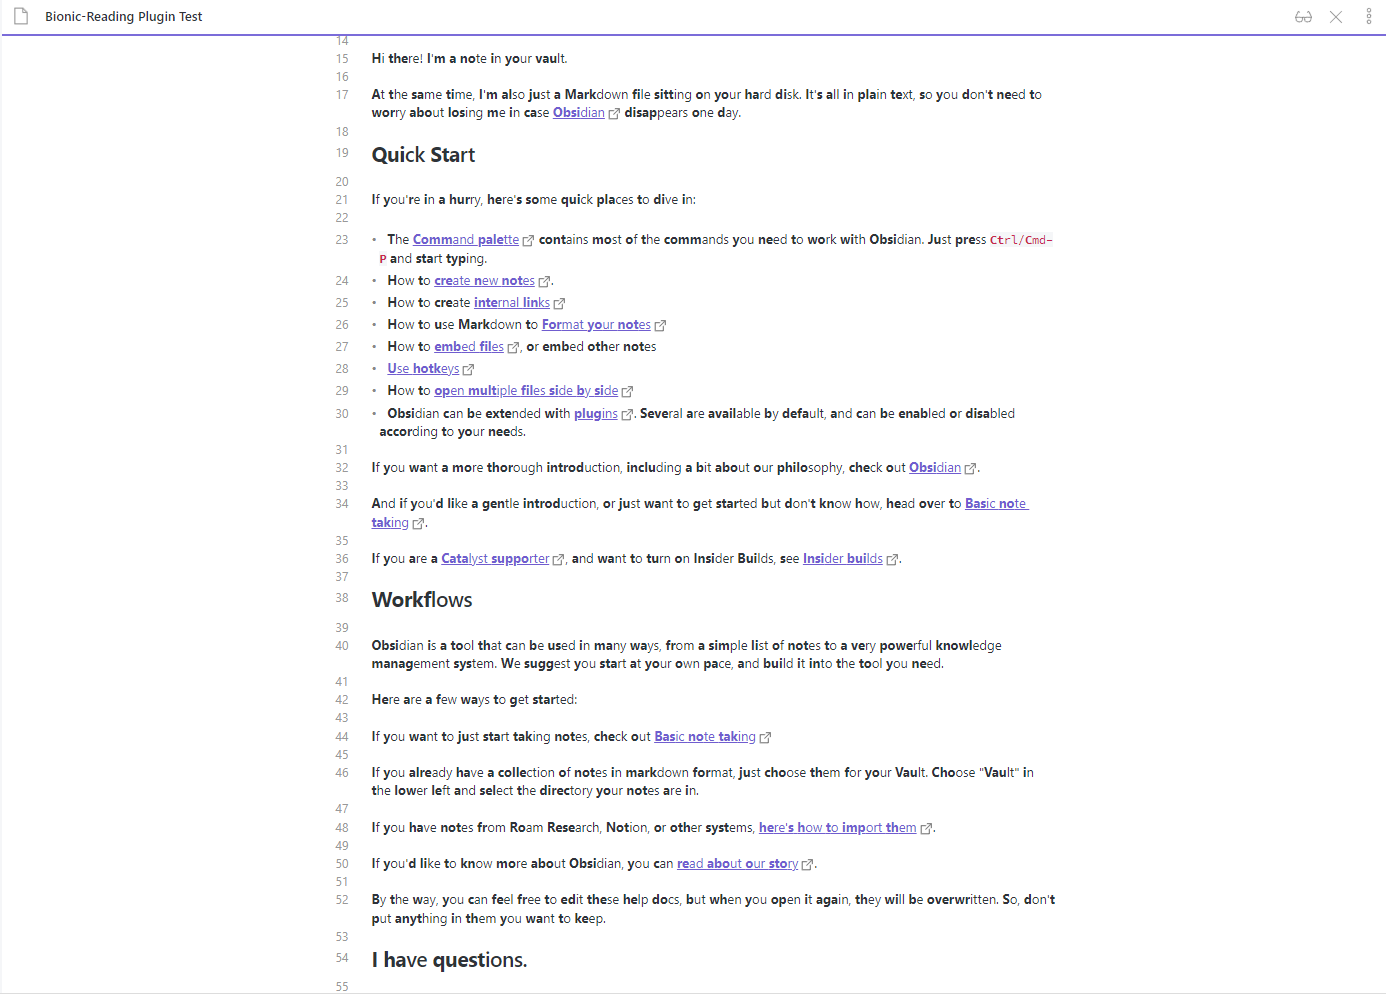 Bionic-Reading Plugin Test
14
15 Hi there! I'm a note in your vault.
16
17 At the same time, I'm also just a Markdown file sitting on your hard disk. It's all in plain text, so you don't need to
worry about losing me in case Obsidian disappears one day.
18
19 Quick Start
20
21 If you're in a hurry, here's some quick places to dive in:
22
23 • The Command palette contains most of the commands you need to work with Obsidian. Just press Ctrl/Cmd-
P and start typing.
24 • How to create new notes.
25 • How to create internal links
26 • How to use Markdown to Format your notes
27 • How to embed files, or embed other notes
28 • Use hotkeys
29 • How to open multiple files side by side
30 • Obsidian can be extended with plugins. Several are available by default, and can be enabled or disabled
according to your needs.
31
32 If you want a more thorough introduction, including a bit about our philosophy, check out Obsidian.
33
34 And if you'd like a gentle introduction, or just want to get started but don't know how, head over to Basic note
taking.
35
36 If you are a Catalyst supporter, and want to turn on Insider Builds, see Insider builds.
37
38 Workflows
39
40 Obsidian is a tool that can be used in many ways, from a simple list of notes to a very powerful knowledge
management system. We suggest you start at your own pace, and build it into the tool you need.
41
42 Here are a few ways to get started:
43
44 If you want to just start taking notes, check out Basic note taking
45
46 If you already have a collection of notes in markdown format, just choose them for your Vault. Choose "Vault" in
the lower left and select the directory your notes are in.
47
48 If you have notes from Roam Research, Notion, or other systems, here's how to import them.
49
50 If you'd like to know more about Obsidian, you can read about our story.
51
52 By the way, you can feel free to edit these help docs, but when you open it again, they will be overwritten. So, don't
put anything in them you want to keep.
53
54 I have questions.
55